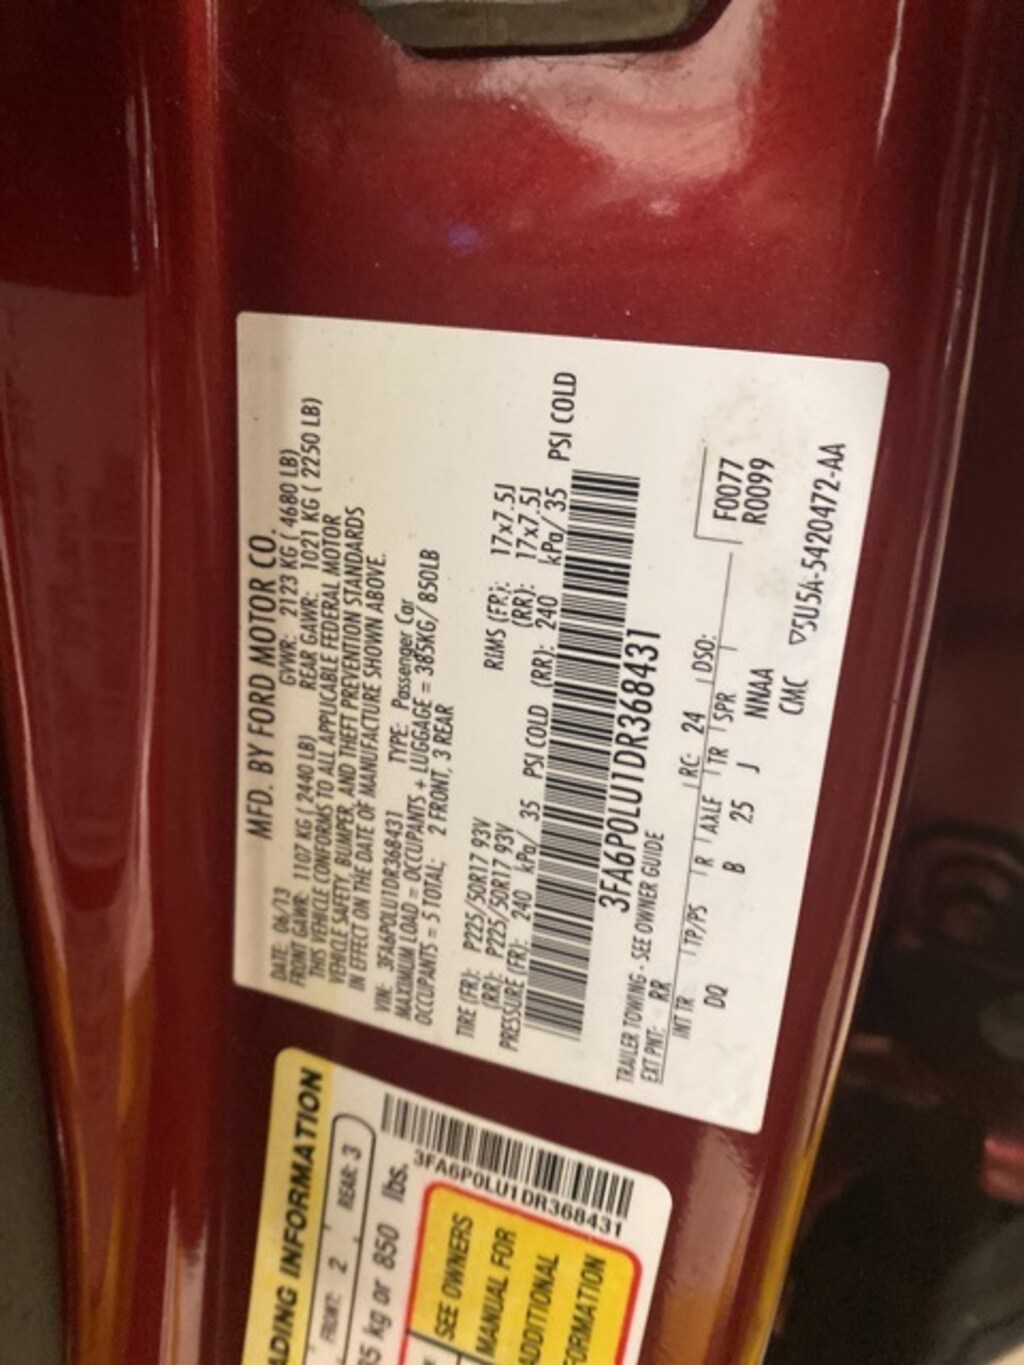 MFD. BY FORD MOTOR CO.
DATE: 06/13 GVWR: 2123 KG ( 4680 LB)
FRONT GAWR: 1107 KG ( 2440 LB) REAR GAWR: 1021 KG ( 2250 LB)
THIS VEHICLE CONFORMS TO ALL APPLICABLE FEDERAL MOTOR
VEHICLE SAFETY, BUMPER, AND THEFT PREVENTION STANDARDS
IN EFFECT ON THE DATE OF MANUFACTURE SHOWN ABOVE.
VIN: 3FA6P0LU1DR368431 TYPE: Passenger Car
MAXIMUM LOAD = OCCUPANTS + LUGGAGE = 385KG/ 850LB
OCCUPANTS = 5 TOTAL: 2 FRONT, 3 REAR
TIRE (FR): P225/50R17 93V RIMS (FR): 17x7.5J
(RR): P225/50R17 93V (RR): 17x7.5J
PRESSURE (FR): 240 kPa/ 35 PSI COLD (RR): 240 kPa/ 35 PSI COLD
3FA6P0LU1DR368431
TRAILER TOWING - SEE OWNER GUIDE
EXT PNT: RR RC: 24 DSO:
INT TR TP/PS R AXLE TR SPR F0077
DQ B 25 J NNAA R0099
CMC ▽5U5A-5420472-AA
ADING INFORMATION
FRONT: 2 REAR: 3
85 kg or 850 lbs.
3FA6P0LU1DR368431
SEE OWNERS
MANUAL FOR
ADDITIONAL
FORMATION